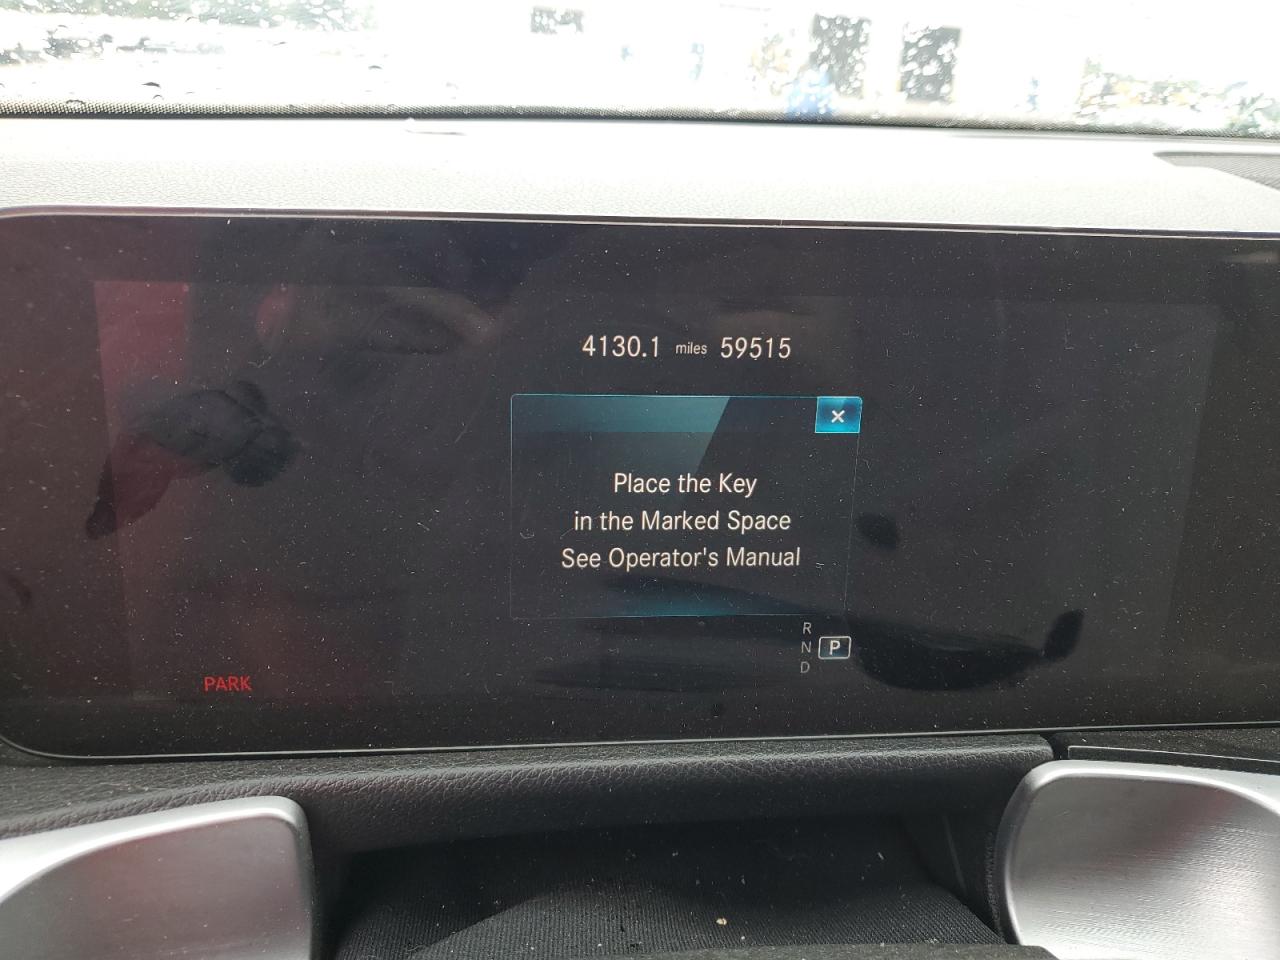 4130.1 miles 59515
×
Place the Key
in the Marked Space
See Operator's Manual
R
N P
D
PARK